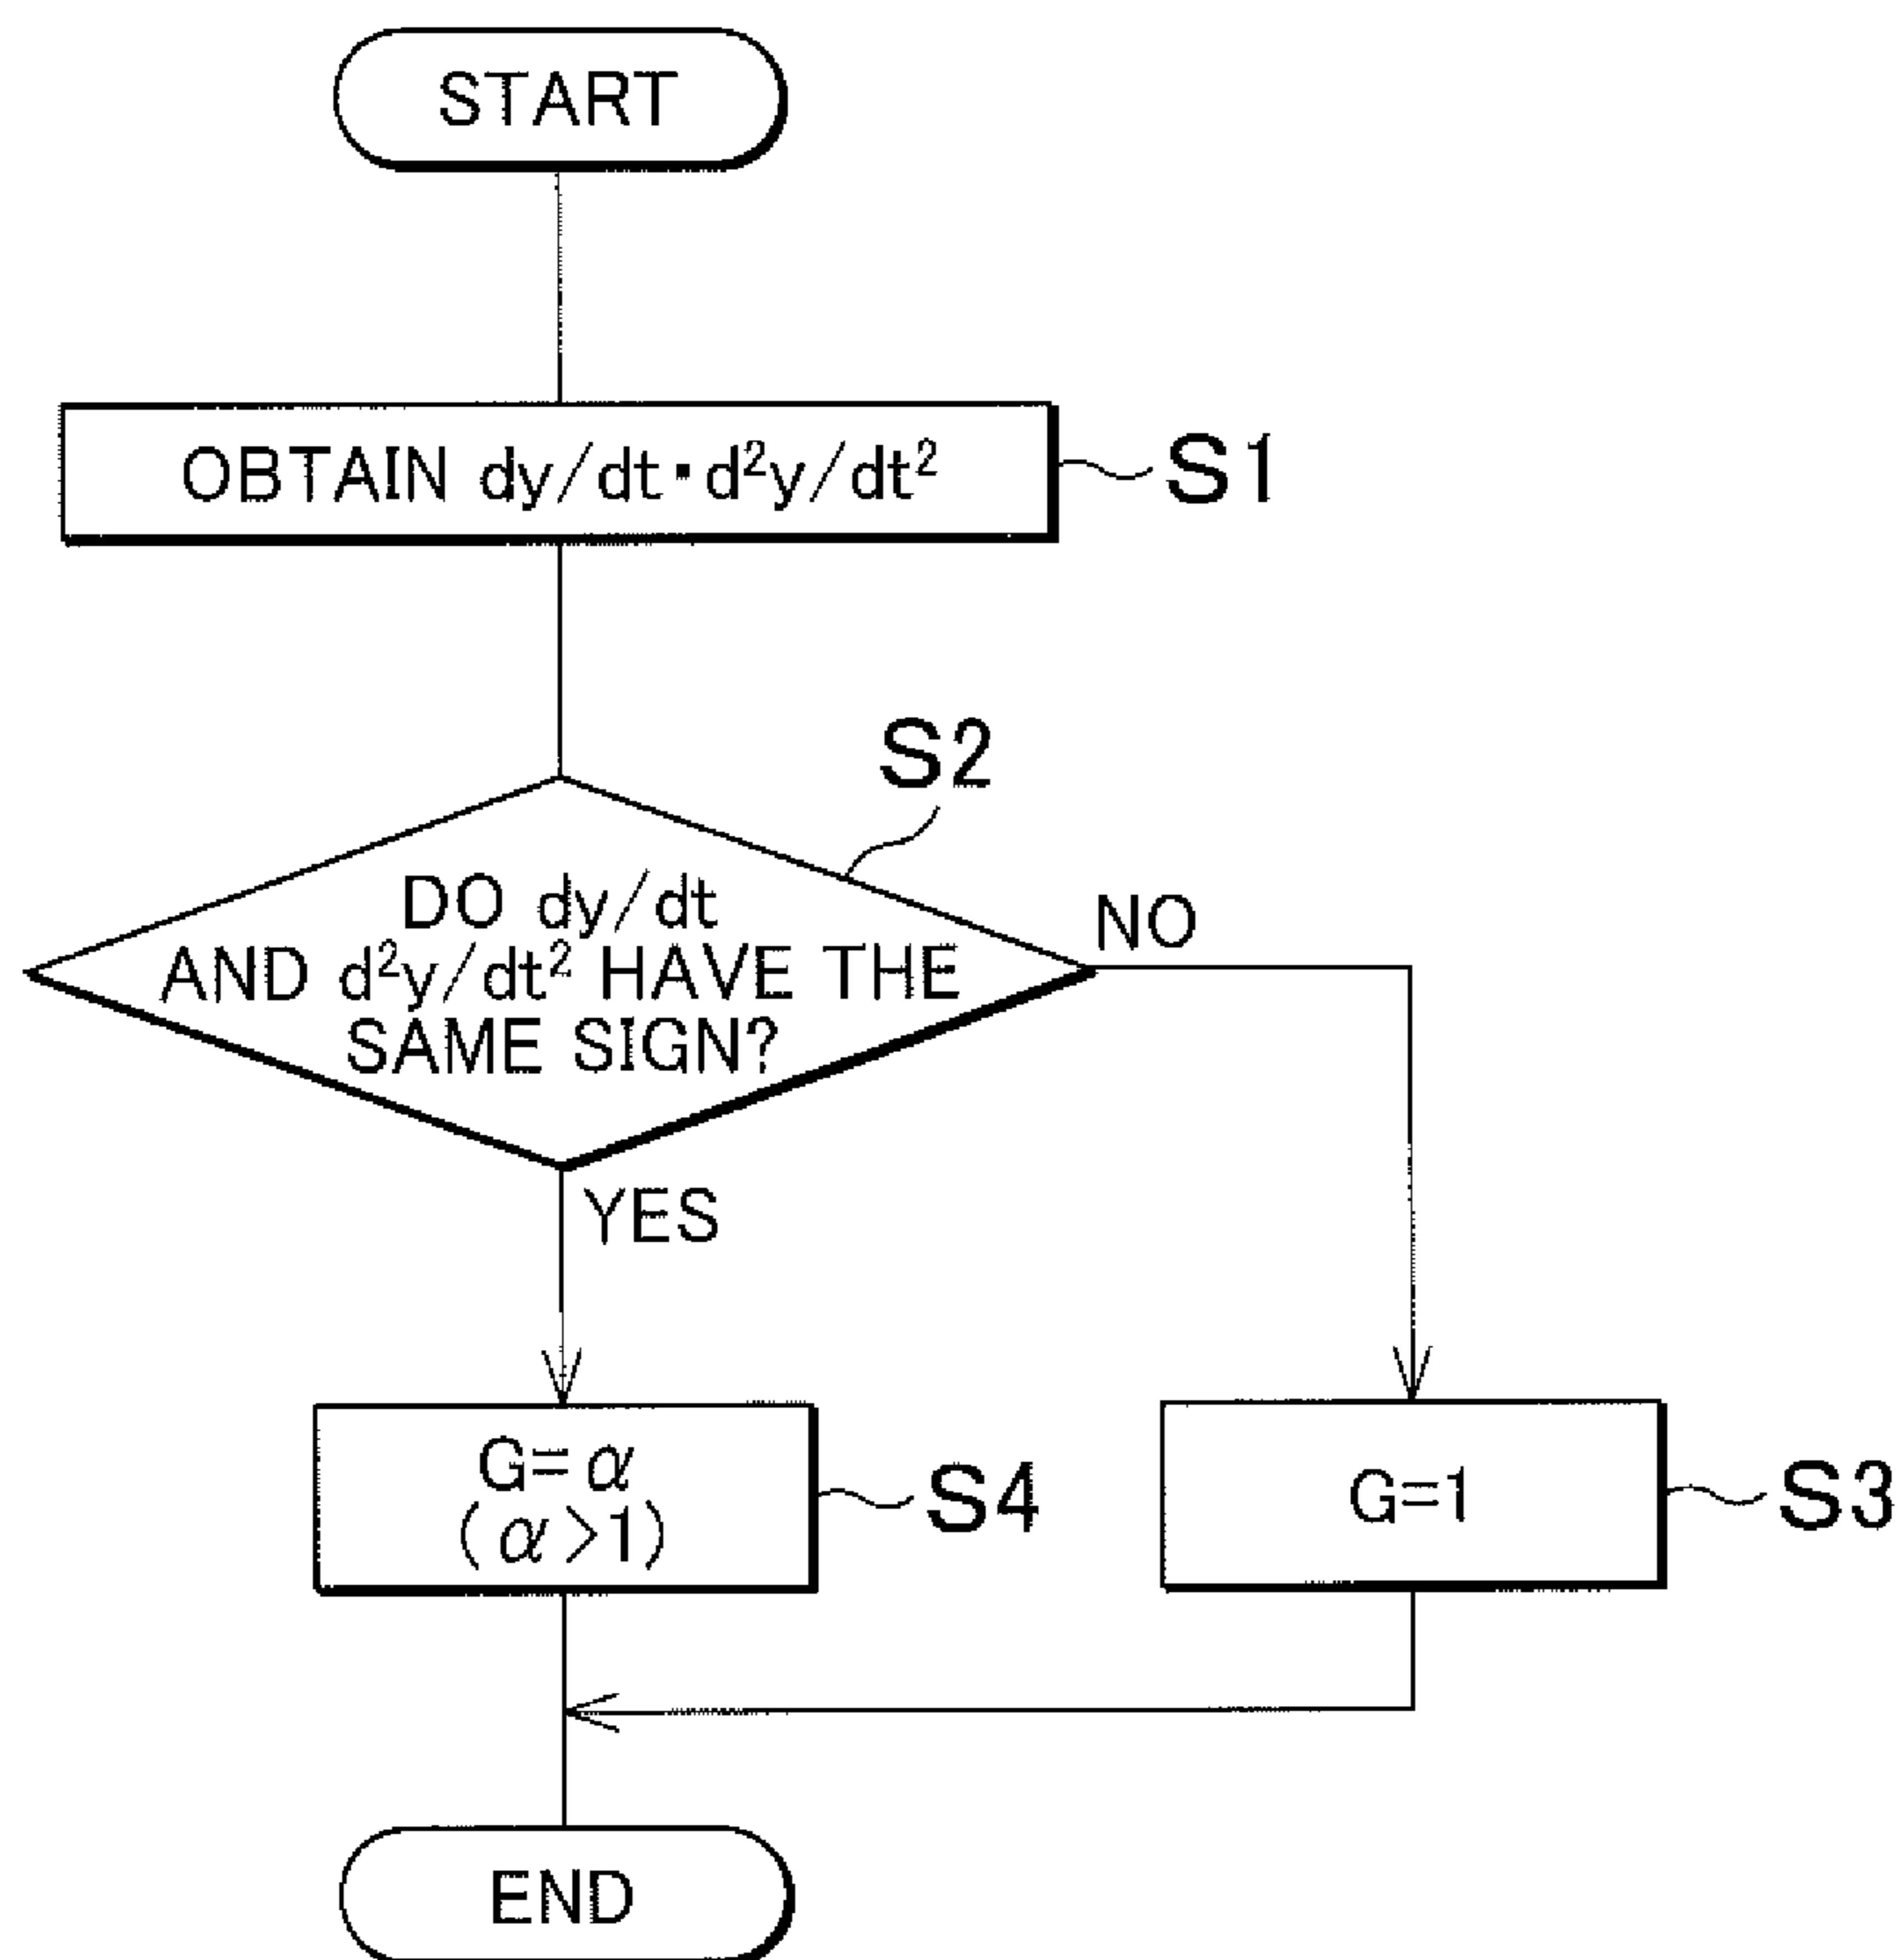 START
OBTAIN dy/dt·d²y/dt²
S1
S2
DO dy/dt
AND d²y/dt² HAVE THE
SAME SIGN?
NO
YES
G=α
(α>1)
S4
G=1
S3
END